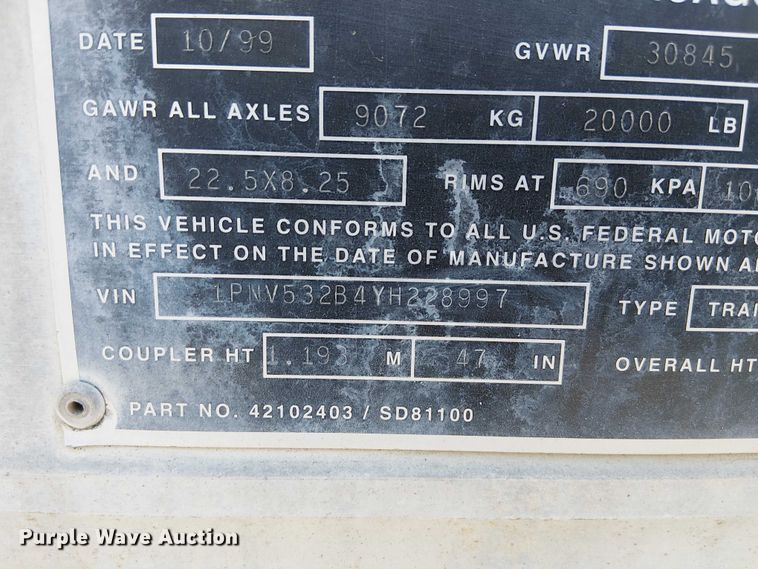 DATE 10/99 GVWR 30845
GAWR ALL AXLES 9072 KG 20000 LB
AND 22.5X8.25 RIMS AT 690 KPA
THIS VEHICLE CONFORMS TO ALL U.S. FEDERAL
IN EFFECT ON THE DATE OF MANUFACTURE SHOWN
VIN 1PNV532B4YH228997 TYPE
COUPLER HT 1.193 M 47 IN OVERALL HT
PART NO. 42102403 / SD81100
Purple Wave Auction